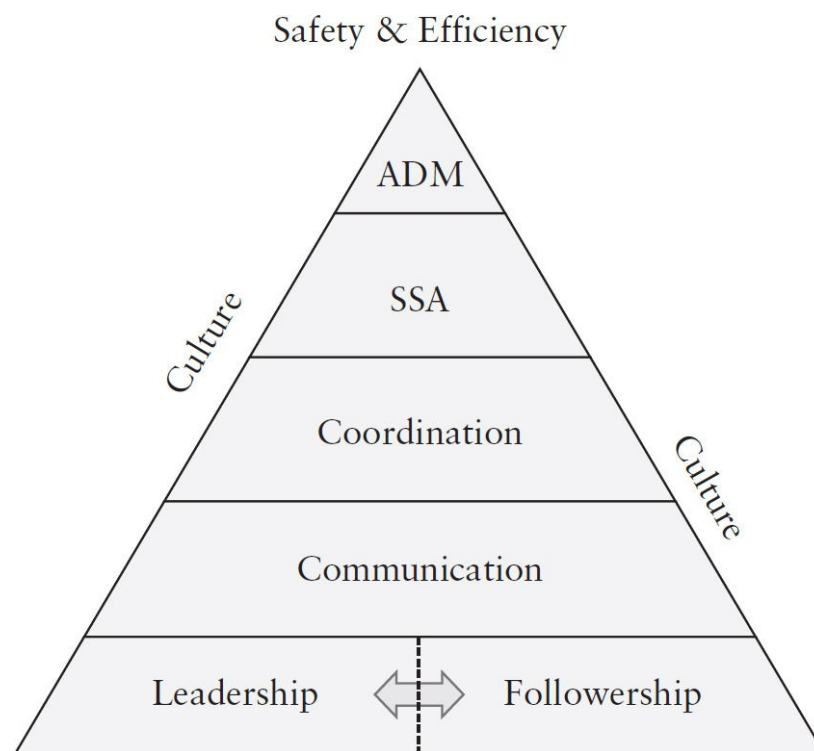 Safety & Efficiency
ADM
SSA
Culture
Coordination
Culture
Communication
Leadership Followership